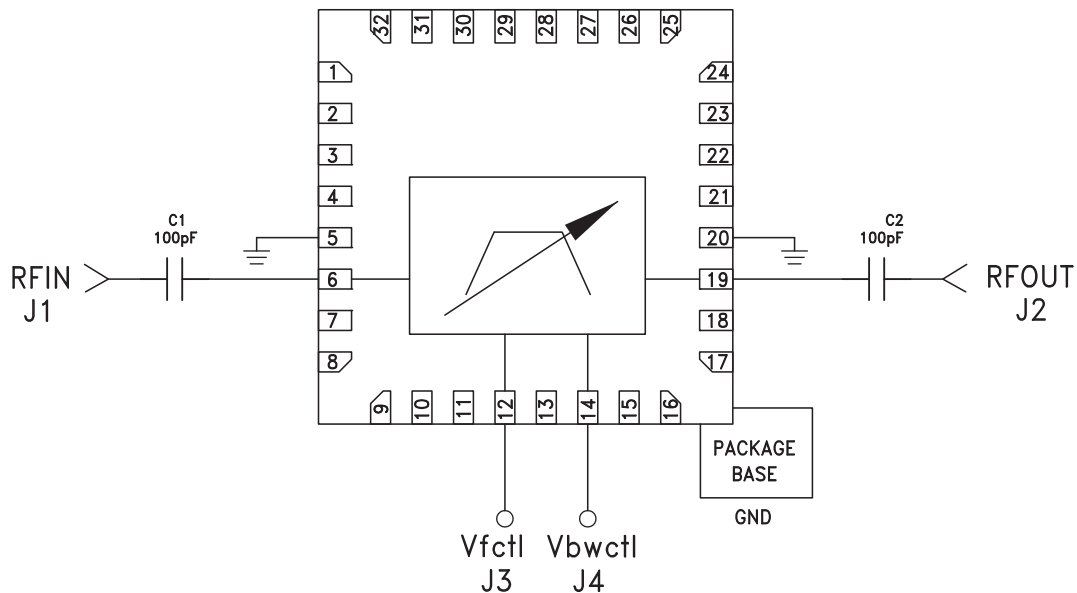 32 31 30 29 28 27 26 25
1
2
3
4
5
6
7
8
24
23
22
21
20
19
18
17
9 10 11 12 13 14 15 16
C1
100pF
RFIN
J1
C2
100pF
RFOUT
J2
PACKAGE
BASE
GND
Vfctl
J3
Vbwctl
J4